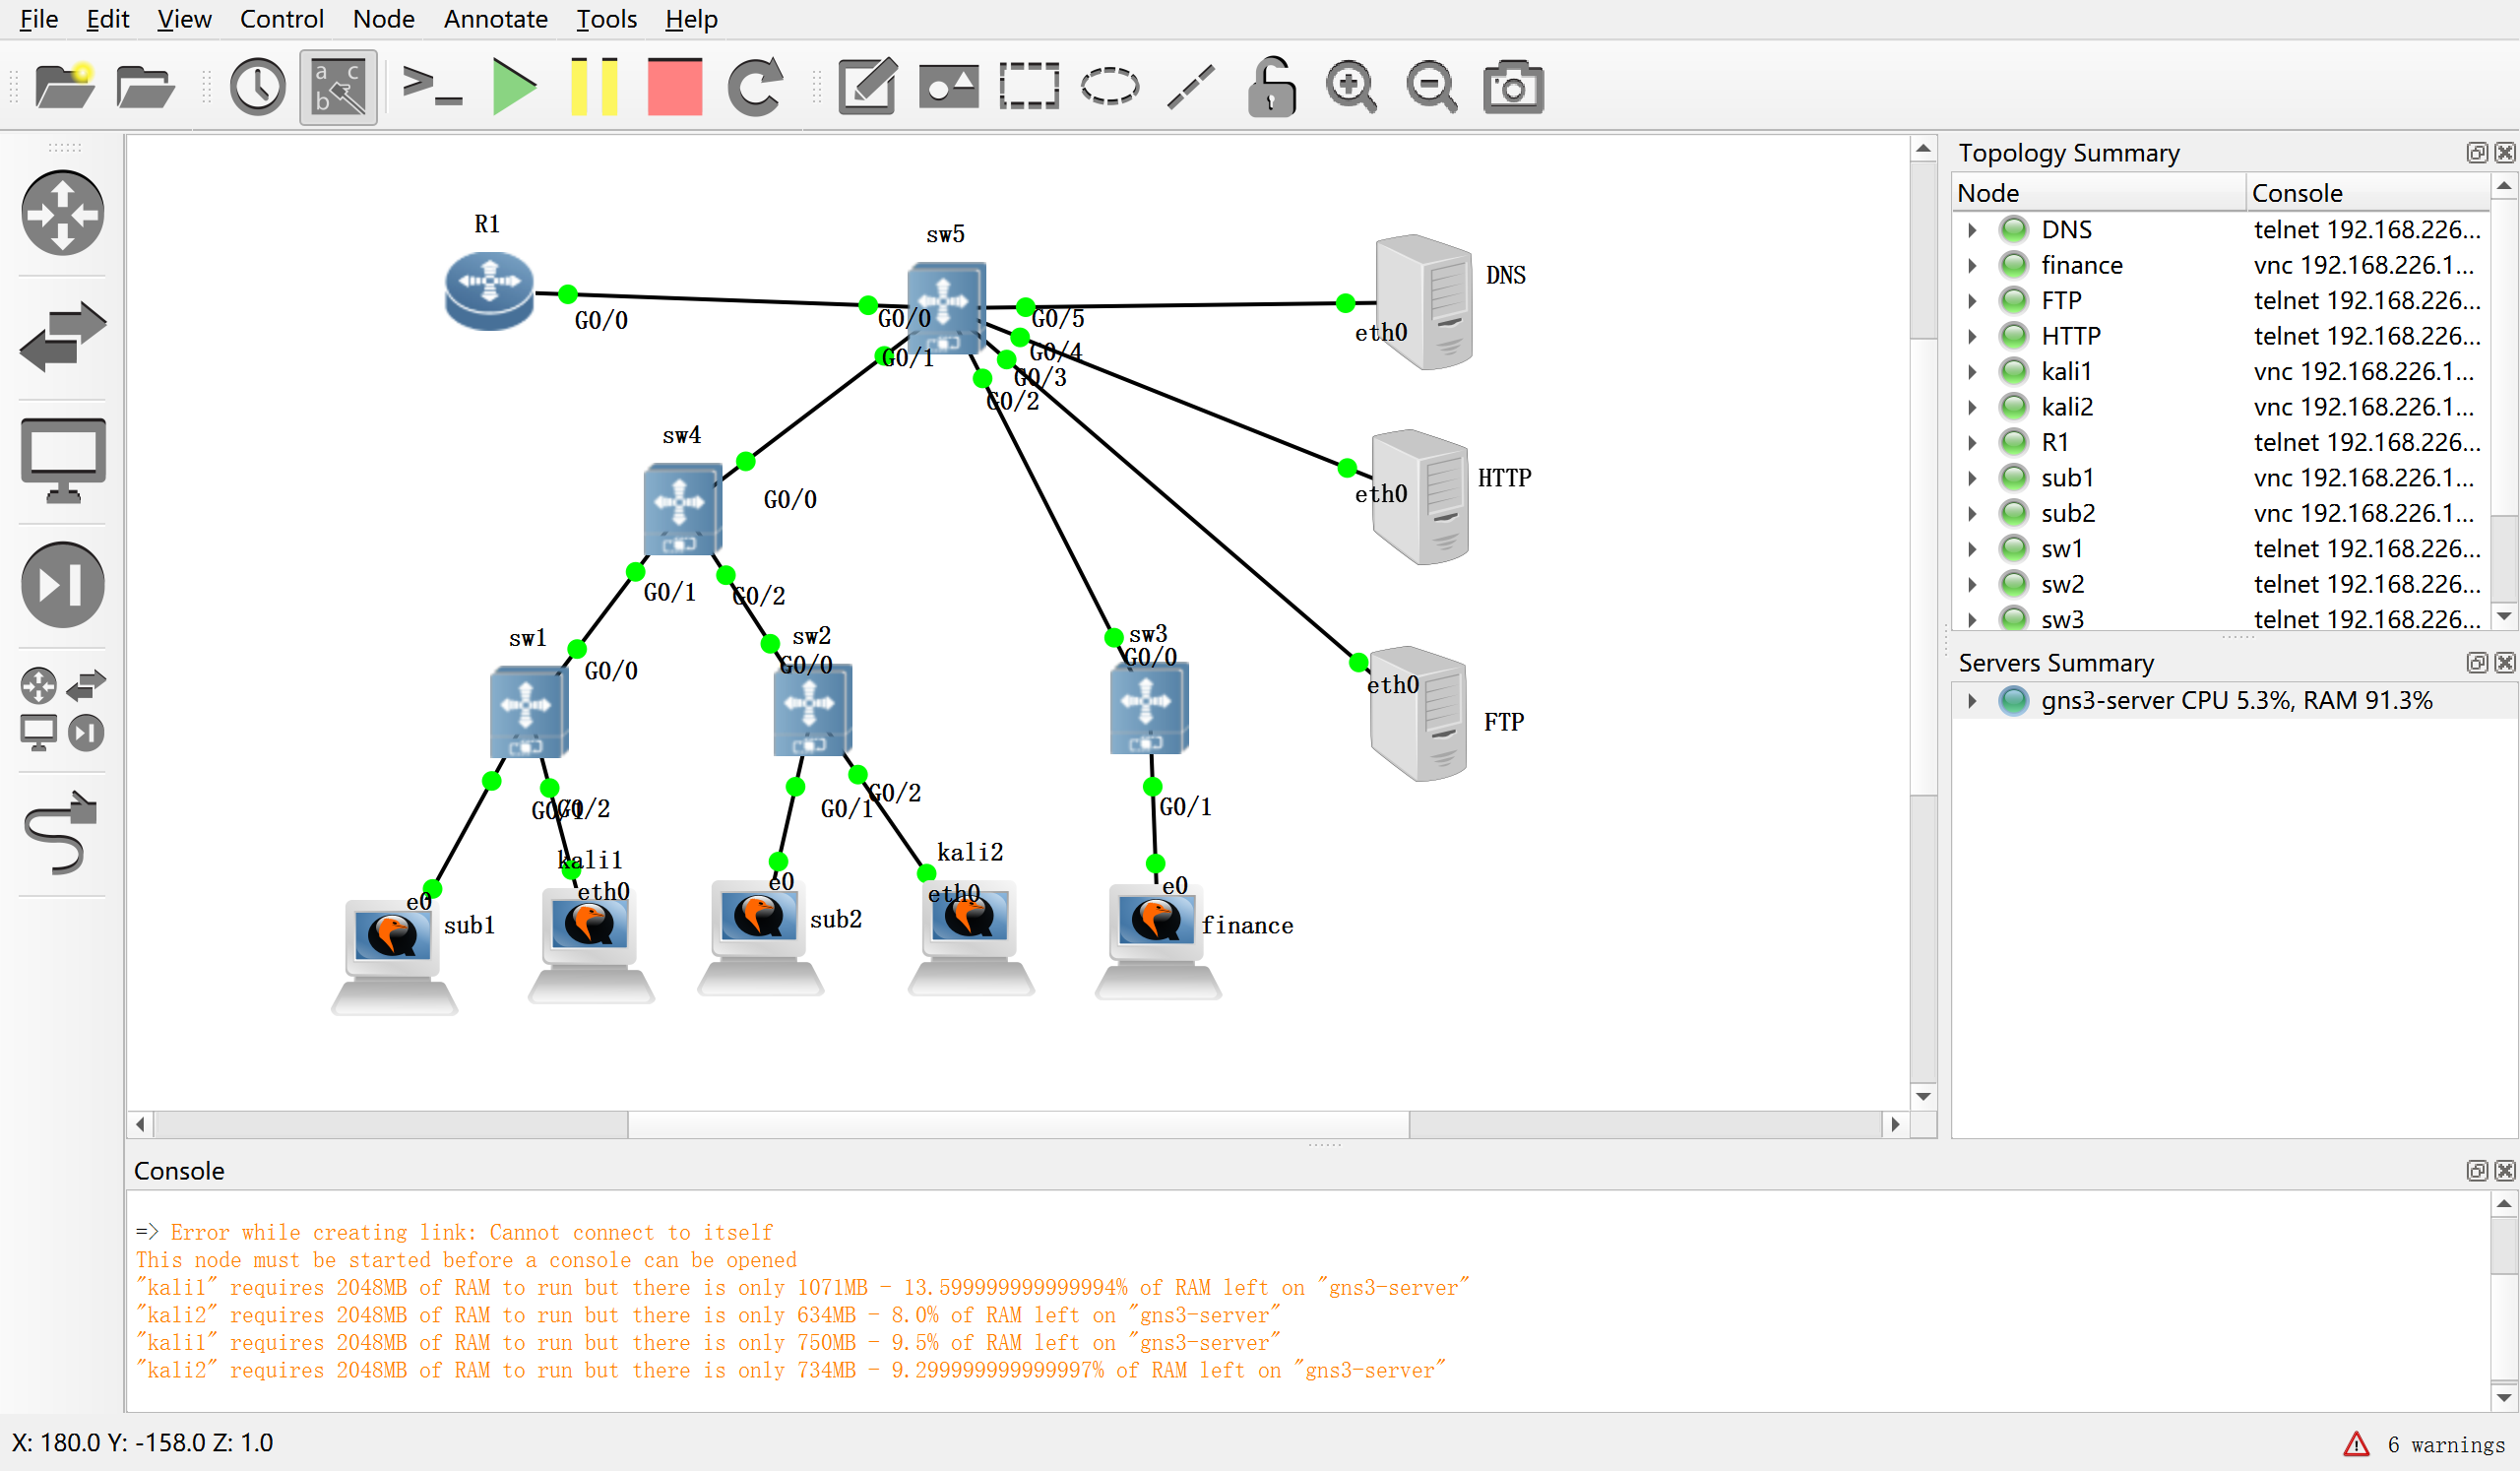 File Edit View Control Node Annotate Tools Help
a c
b
R1
G0/0
sw5
G0/0
G0/1
G0/5
G0/4
G0/3
G0/2
DNS
eth0
sw4
G0/0
G0/1
G0/2
HTTP
eth0
sw1
G0/0
sw2
G0/0
sw3
G0/0
eth0
FTP
G0/1
G0/2
G0/1
G0/2
G0/1
kali1
eth0
kali2
eth0
e0
sub1
e0
sub2
e0
finance
Topology Summary
Node Console
DNS telnet 192.168.226...
finance vnc 192.168.226.1...
FTP telnet 192.168.226...
HTTP telnet 192.168.226...
kali1 vnc 192.168.226.1...
kali2 vnc 192.168.226.1...
R1 telnet 192.168.226...
sub1 vnc 192.168.226.1...
sub2 vnc 192.168.226.1...
sw1 telnet 192.168.226...
sw2 telnet 192.168.226...
sw3 telnet 192.168.226...
Servers Summary
gns3-server CPU 5.3%, RAM 91.3%
Console
=> Error while creating link: Cannot connect to itself
This node must be started before a console can be opened
"kali1" requires 2048MB of RAM to run but there is only 1071MB - 13.599999999999994% of RAM left on "gns3-server"
"kali2" requires 2048MB of RAM to run but there is only 634MB - 8.0% of RAM left on "gns3-server"
"kali1" requires 2048MB of RAM to run but there is only 750MB - 9.5% of RAM left on "gns3-server"
"kali2" requires 2048MB of RAM to run but there is only 734MB - 9.299999999999997% of RAM left on "gns3-server"
X: 180.0 Y: -158.0 Z: 1.0
6 warnings